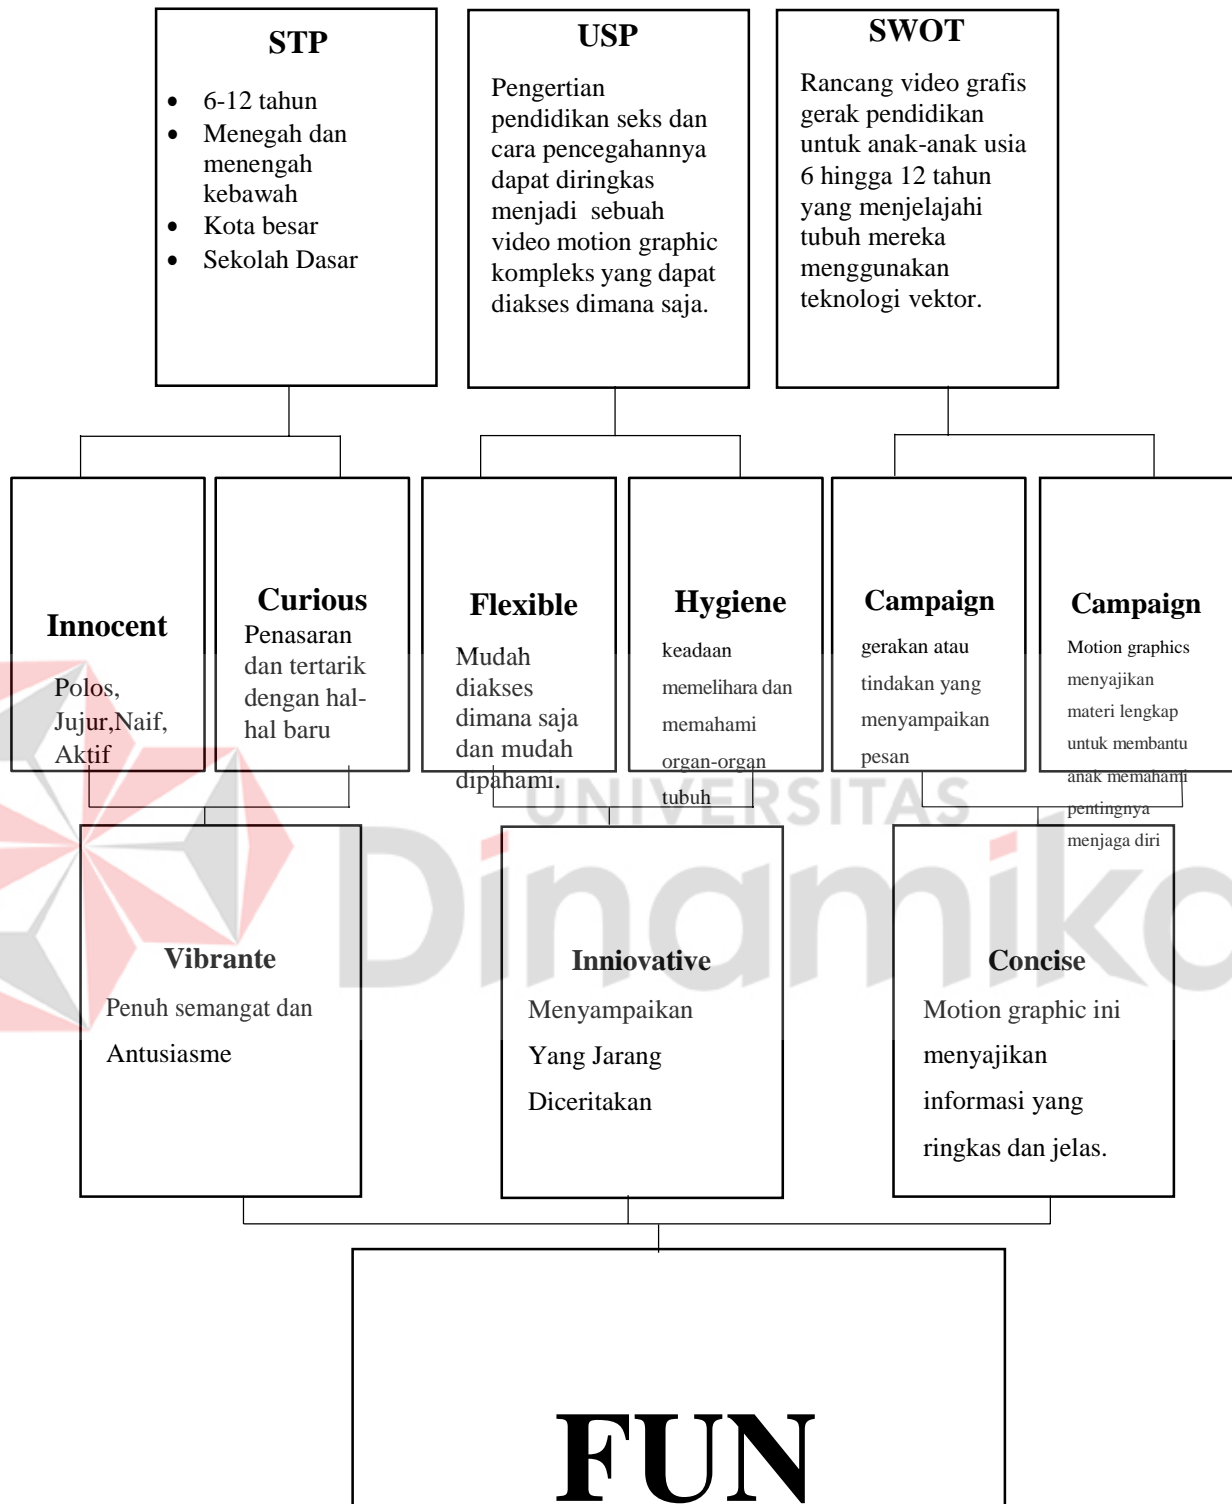 STP
• 6-12 tahun
• Menegah dan
menengah
kebawah
• Kota besar
• Sekolah Dasar
USP
Pengertian
pendidikan seks dan
cara pencegahannya
dapat diringkas
menjadi sebuah
video motion graphic
kompleks yang dapat
diakses dimana saja.
SWOT
Rancang video grafis
gerak pendidikan
untuk anak-anak usia
6 hingga 12 tahun
yang menjelajahi
tubuh mereka
menggunakan
teknologi vektor.
Innocent
Polos,
Jujur,Naif,
Aktif
Curious
Penasaran
dan tertarik
dengan hal-
hal baru
Flexible
Mudah
diakses
dimana saja
dan mudah
dipahami.
Hygiene
keadaan
memelihara dan
memahami
organ-organ
tubuh
Campaign
gerakan atau
tindakan yang
menyampaikan
pesan
Campaign
Motion graphics
menyajikan
materi lengkap
untuk membantu
anak memahami
pentingnya
menjaga diri
UNIVERSITAS
Dinamika
Vibrante
Penuh semangat dan
Antusiasme
Inniovative
Menyampaikan
Yang Jarang
Diceritakan
Concise
Motion graphic ini
menyajikan
informasi yang
ringkas dan jelas.
FUN